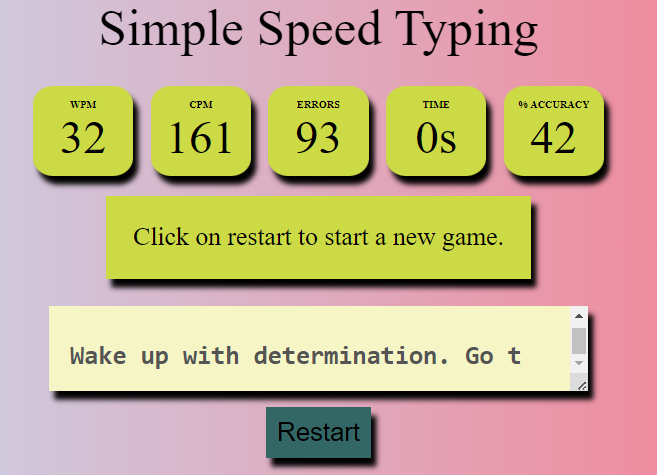 Simple Speed Typing
WPM CPM ERRORS TIME % ACCURACY
32 161 93 0s 42
Click on restart to start a new game.
Wake up with determination. Go t
Restart